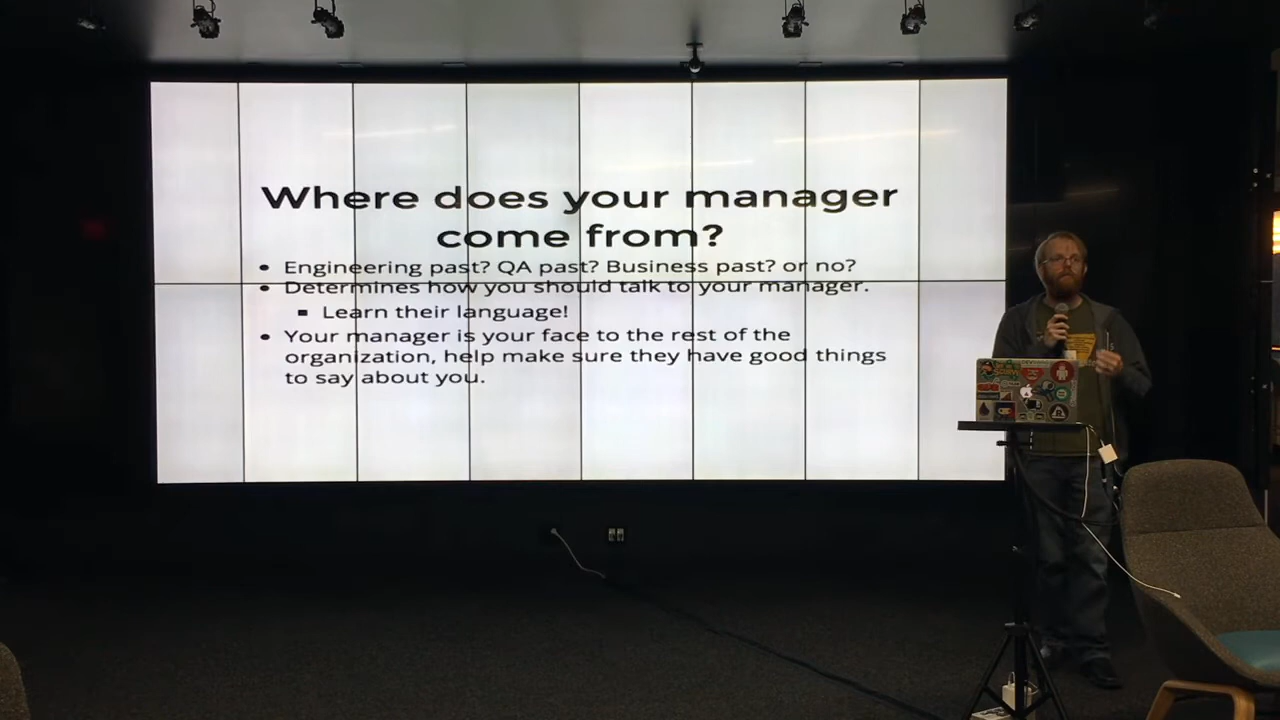 Where does your manager
come from?
• Engineering past? QA past? Business past? or no?
• Determines how you should talk to your manager.
▪ Learn their language!
• Your manager is your face to the rest of the
organization, help make sure they have good things
to say about you.